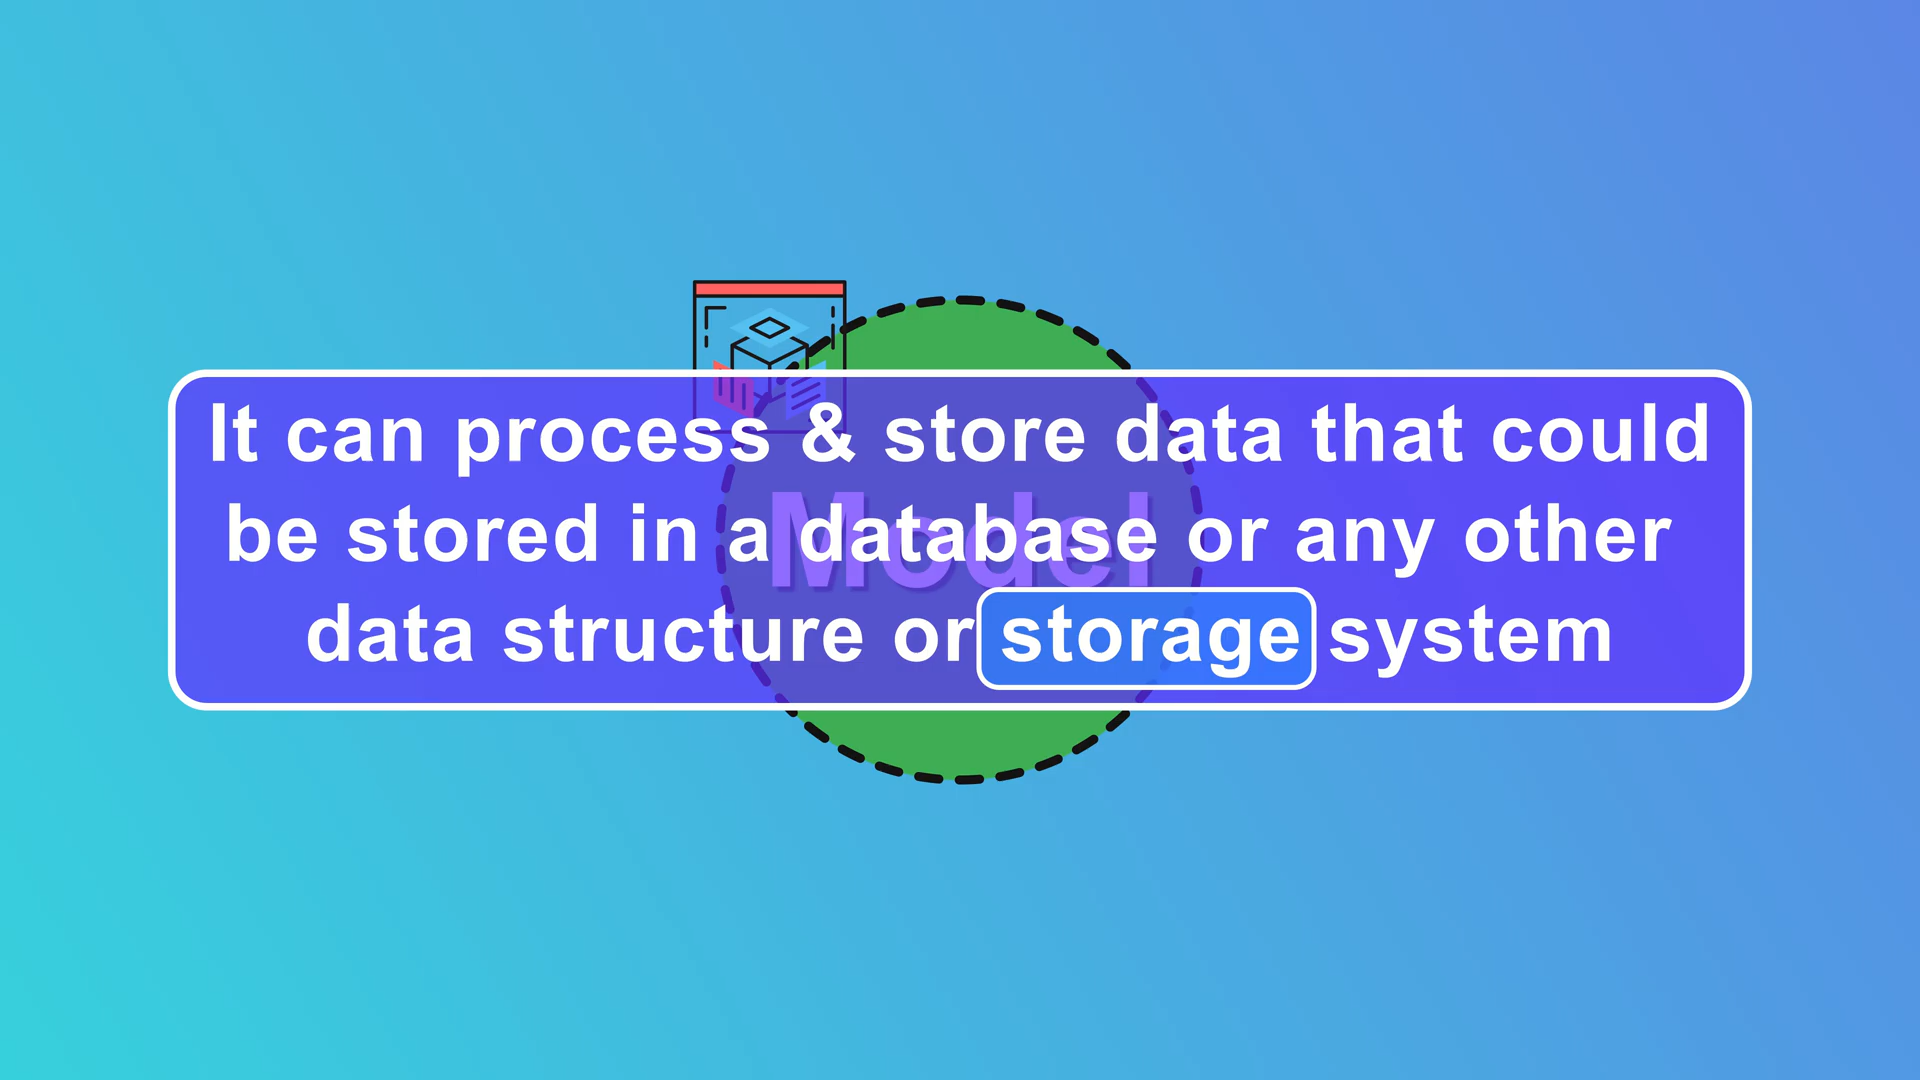 It can process & store data that could
be stored in a database or any other
data structure or storage system
Model